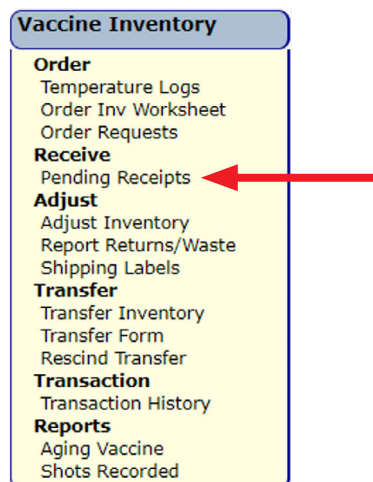 Vaccine Inventory
Order
Temperature Logs
Order Inv Worksheet
Order Requests
Receive
Pending Receipts
Adjust
Adjust Inventory
Report Returns/Waste
Shipping Labels
Transfer
Transfer Inventory
Transfer Form
Rescind Transfer
Transaction
Transaction History
Reports
Aging Vaccine
Shots Recorded